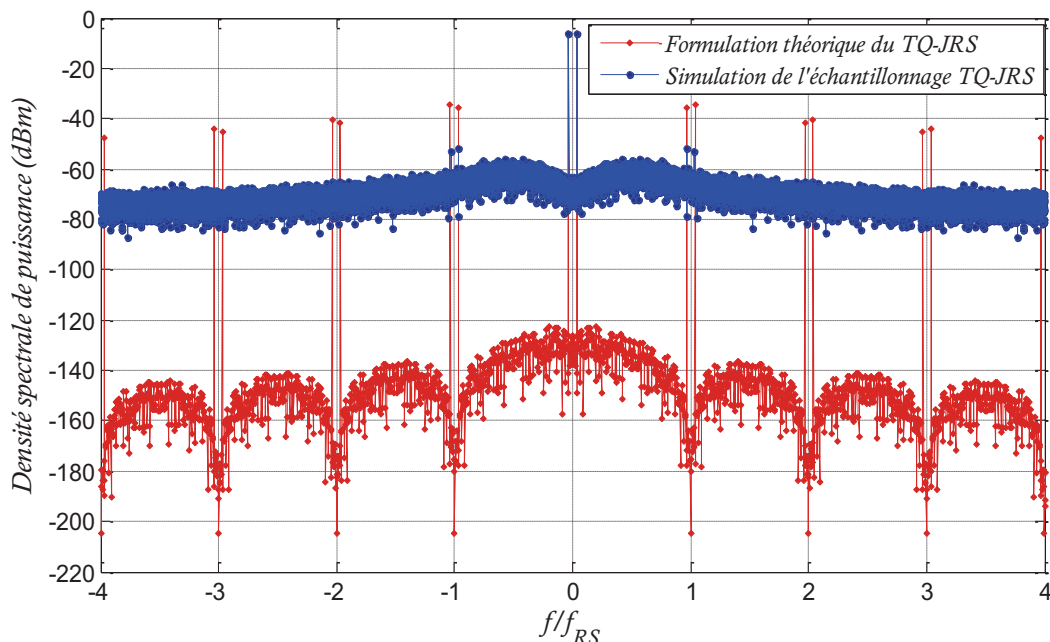 0
-20
-40
-60
-80
-100
-120
-140
-160
-180
-200
-220
Densité spectrale de puissance (dBm)
Formulation théorique du TQ-JRS
Simulation de l'échantillonnage TQ-JRS
-4 -3 -2 -1 0 1 2 3 4
f/f_RS